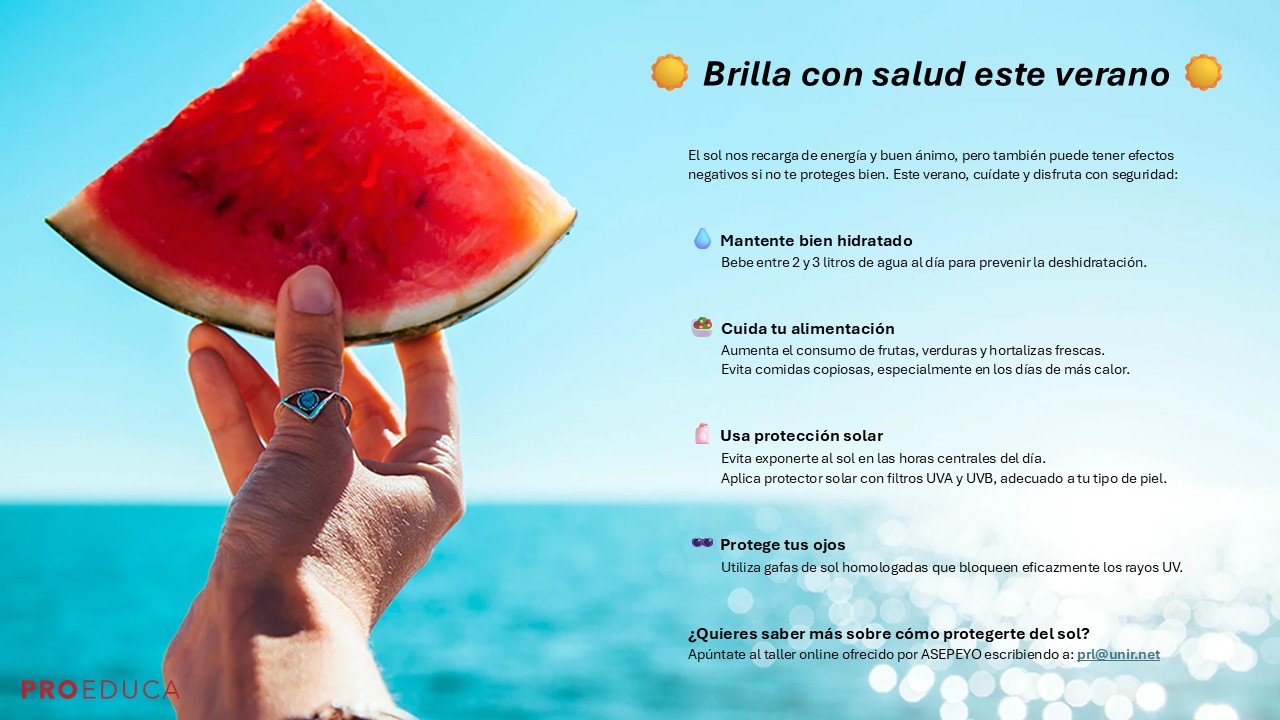 Brilla con salud este verano
El sol nos recarga de energía y buen ánimo, pero también puede tener efectos
negativos si no te proteges bien. Este verano, cuídate y disfruta con seguridad:
Mantente bien hidratado
Bebe entre 2 y 3 litros de agua al día para prevenir la deshidratación.
Cuida tu alimentación
Aumenta el consumo de frutas, verduras y hortalizas frescas.
Evita comidas copiosas, especialmente en los días de más calor.
Usa protección solar
Evita exponerte al sol en las horas centrales del día.
Aplica protector solar con filtros UVA y UVB, adecuado a tu tipo de piel.
Protege tus ojos
Utiliza gafas de sol homologadas que bloqueen eficazmente los rayos UV.
¿Quieres saber más sobre cómo protegerte del sol?
Apúntate al taller online ofrecido por ASEPEYO escribiendo a: prl@unir.net
PROEDUCA